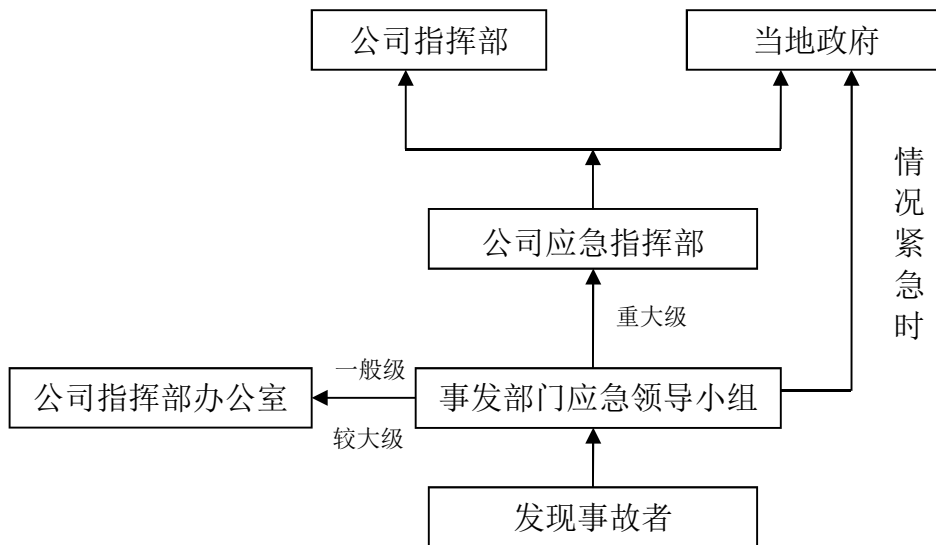 公司指挥部
当地政府
情况紧急时
公司应急指挥部
重大级
一般级
公司指挥部办公室
事发部门应急领导小组
较大级
发现事故者